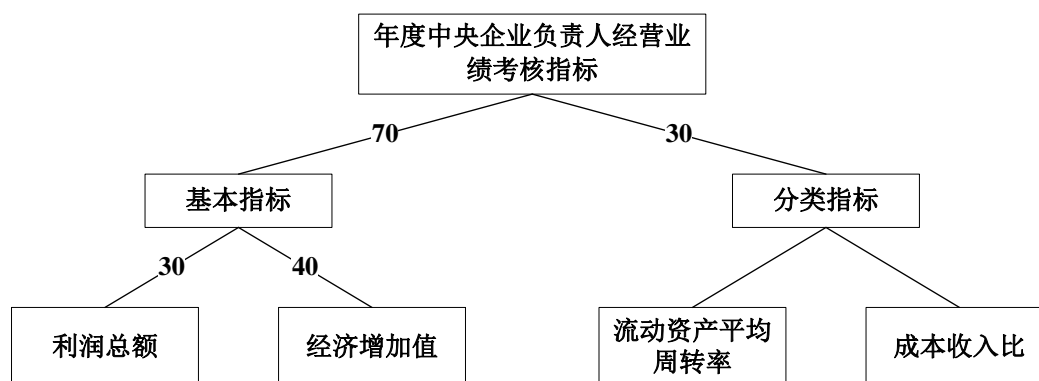 年度中央企业负责人经营业
绩考核指标
70
30
基本指标
分类指标
30
40
利润总额
经济增加值
流动资产平均
周转率
成本收入比